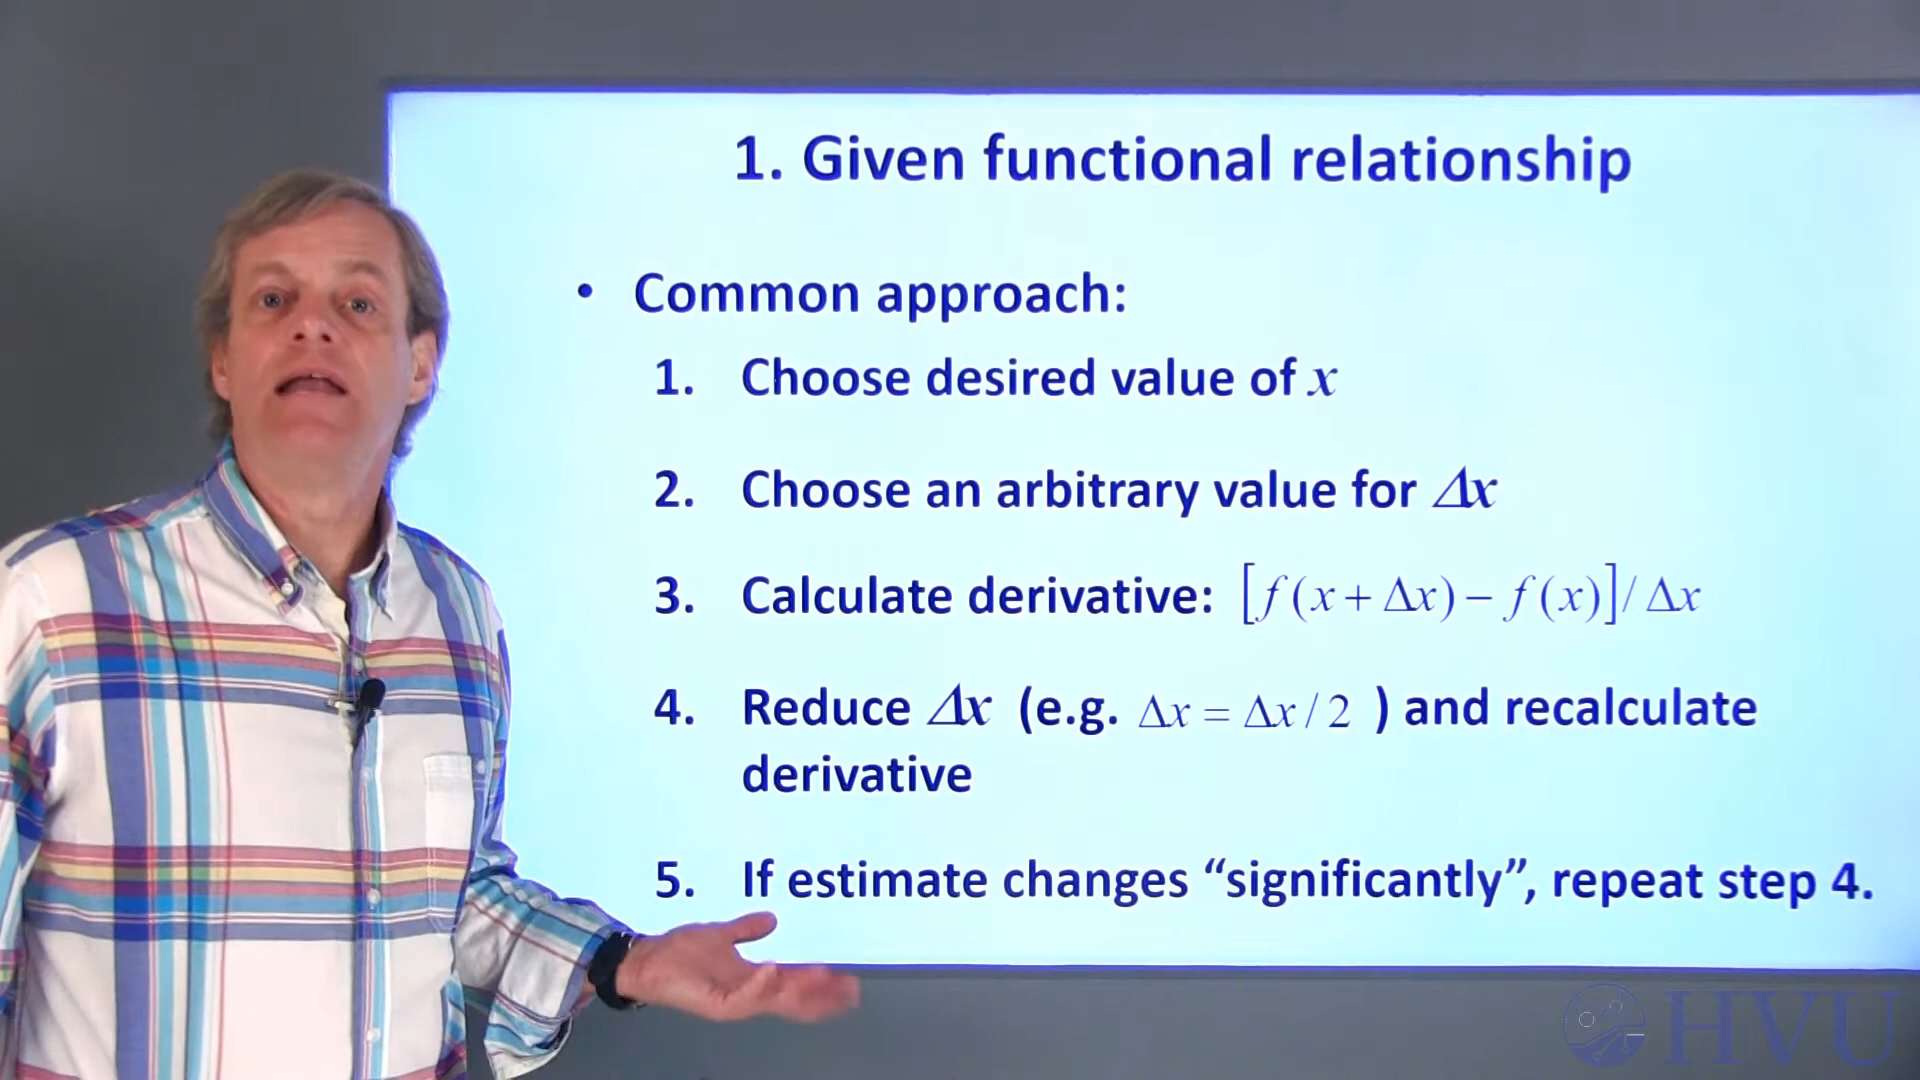 1. Given functional relationship
• Common approach:
1. Choose desired value of x
2. Choose an arbitrary value for Δx
3. Calculate derivative: [f(x + Δx) − f(x)]/ Δx
4. Reduce Δx (e.g. Δx = Δx / 2 ) and recalculate
derivative
5. If estimate changes “significantly”, repeat step 4.
HVU